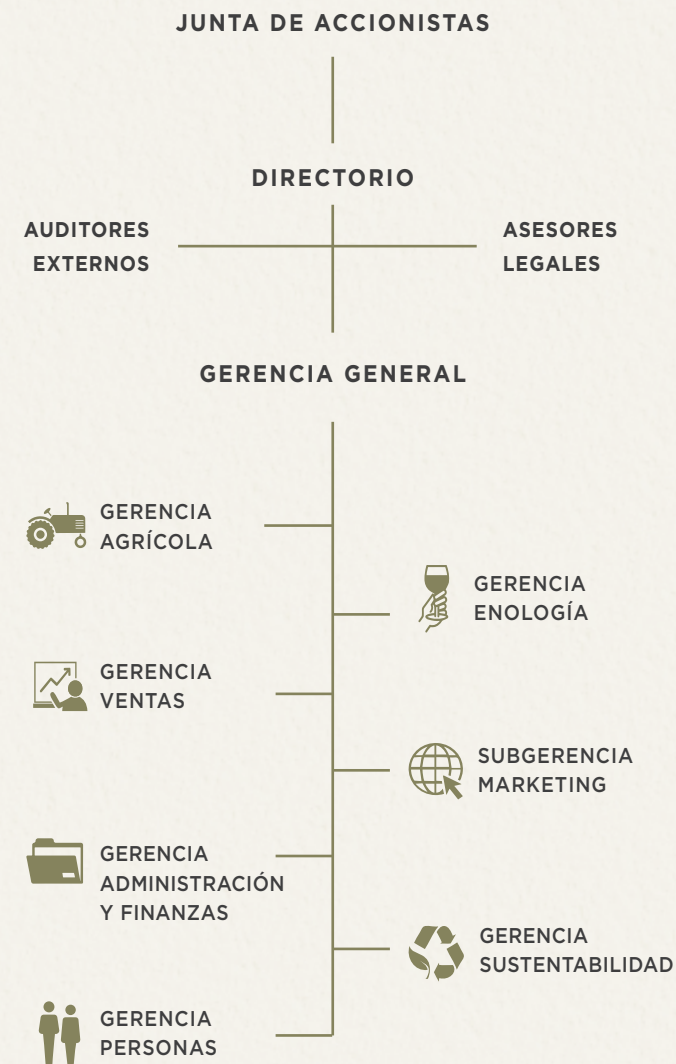 JUNTA DE ACCIONISTAS
DIRECTORIO
AUDITORES
EXTERNOS
ASESORES
LEGALES
GERENCIA GENERAL
GERENCIA
AGRÍCOLA
GERENCIA
ENOLOGÍA
GERENCIA
VENTAS
SUBGERENCIA
MARKETING
GERENCIA
ADMINISTRACIÓN
Y FINANZAS
GERENCIA
SUSTENTABILIDAD
GERENCIA
PERSONAS